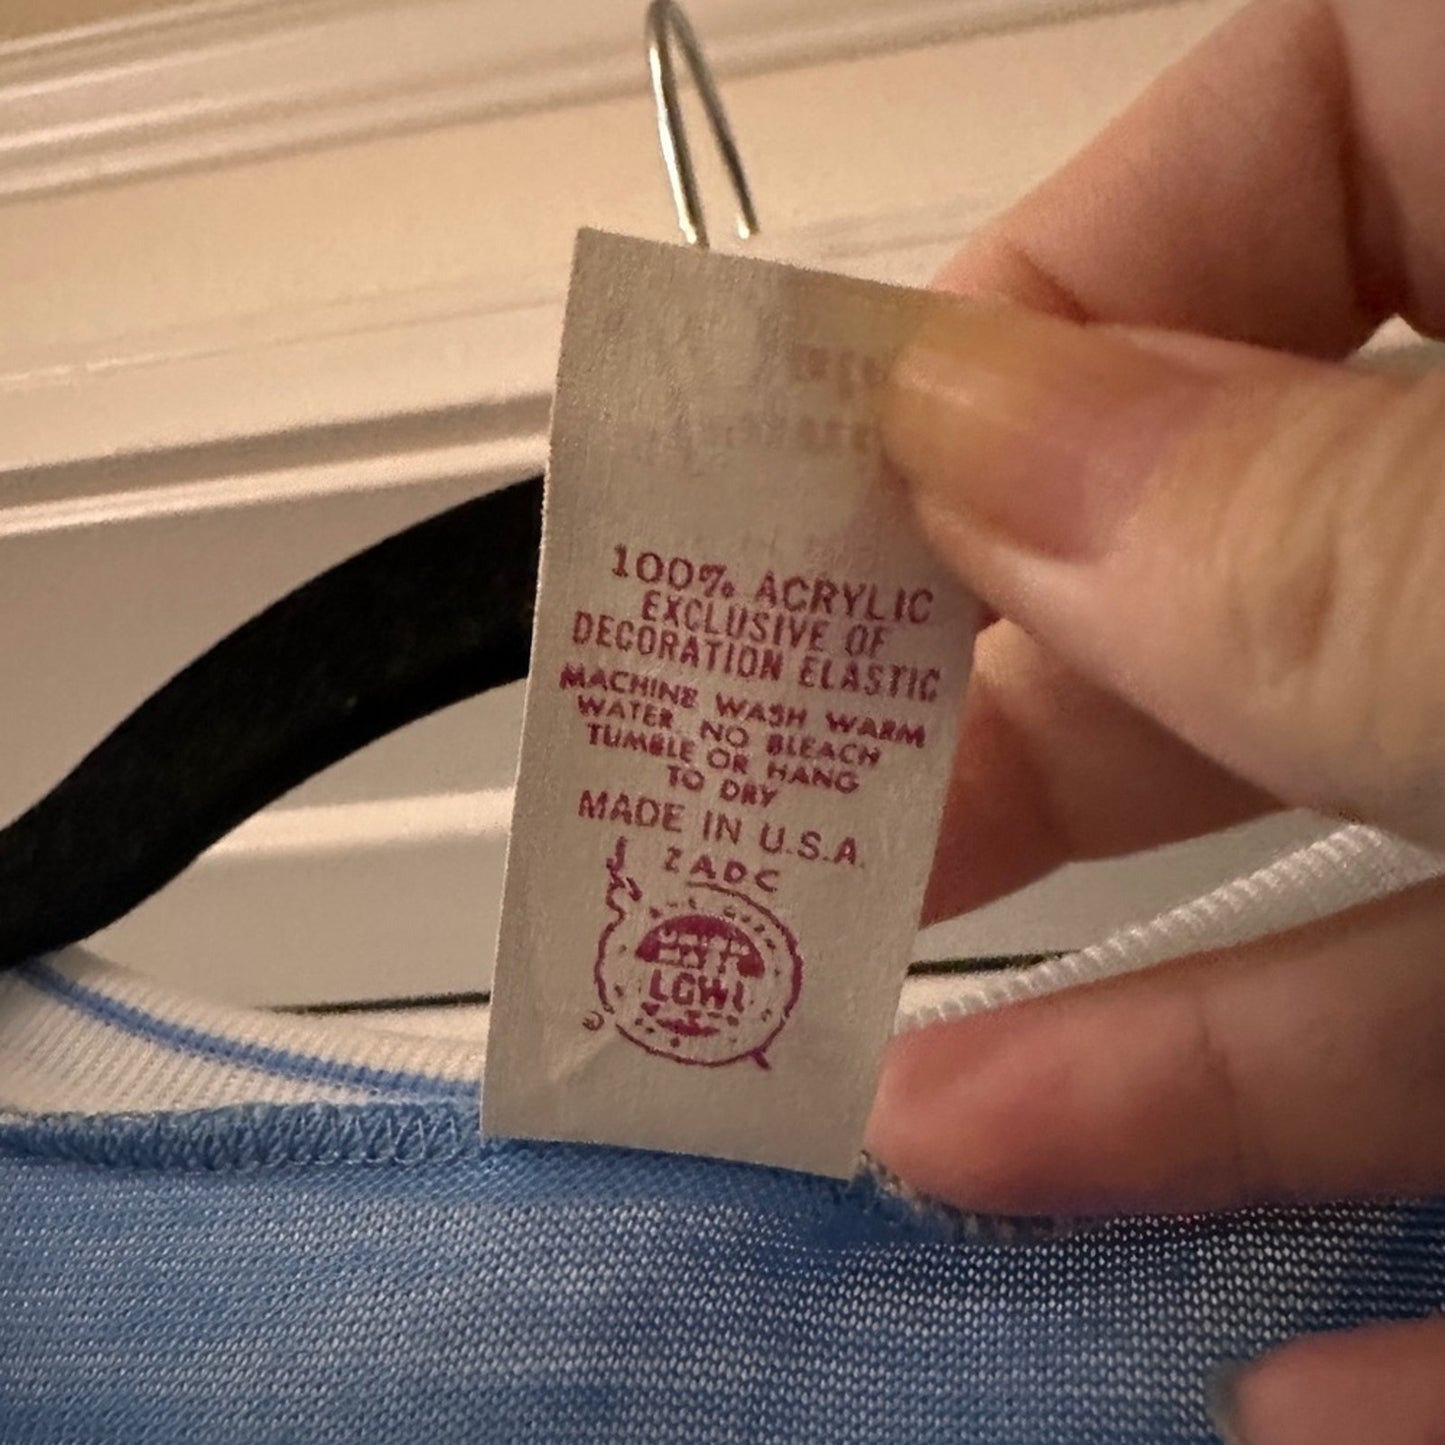 100% ACRYLIC
EXCLUSIVE OF
DECORATION ELASTIC
MACHINE WASH WARM
WATER NO BLEACH
TUMBLE OR HANG
TO DRY
MADE IN U.S.A.
ZADC